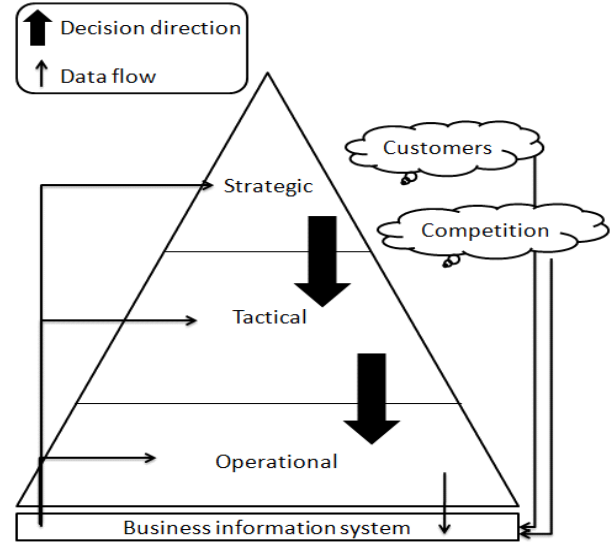 Decision direction
Data flow
Customers
Strategic
Competition
Tactical
Operational
Business information system